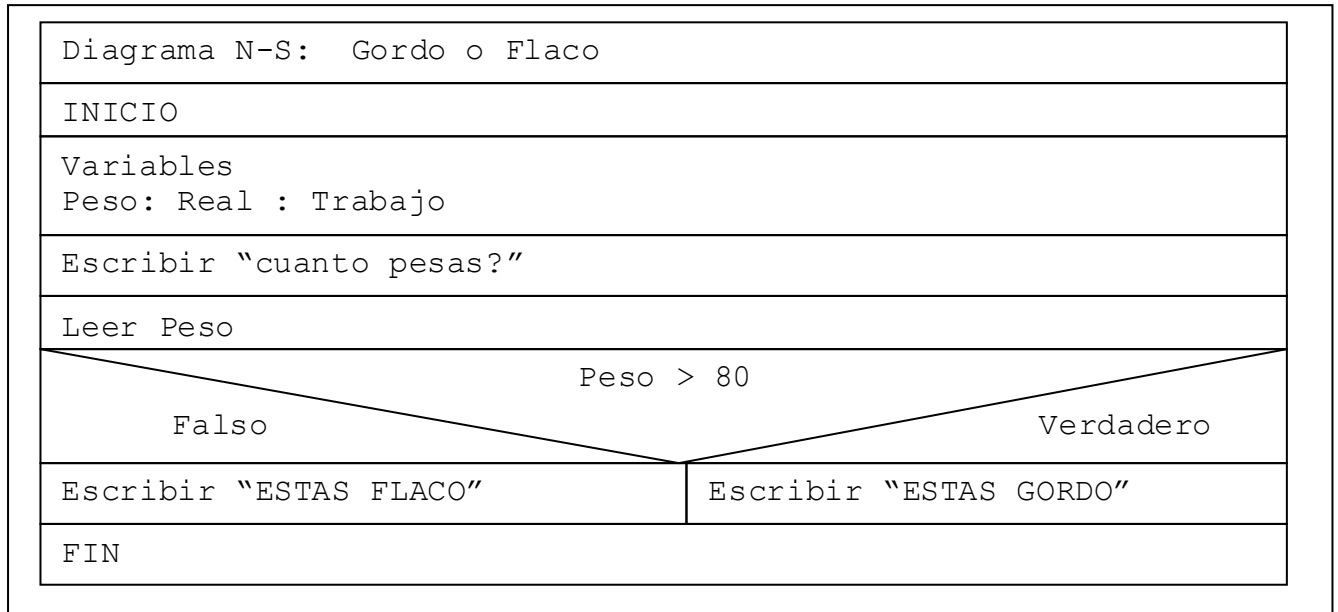 Diagrama N-S:  Gordo o Flaco
INICIO
Variables
Peso: Real : Trabajo
Escribir “cuanto pesas?”
Leer Peso
Peso > 80
Falso
Verdadero
Escribir “ESTAS FLACO”
Escribir “ESTAS GORDO”
FIN